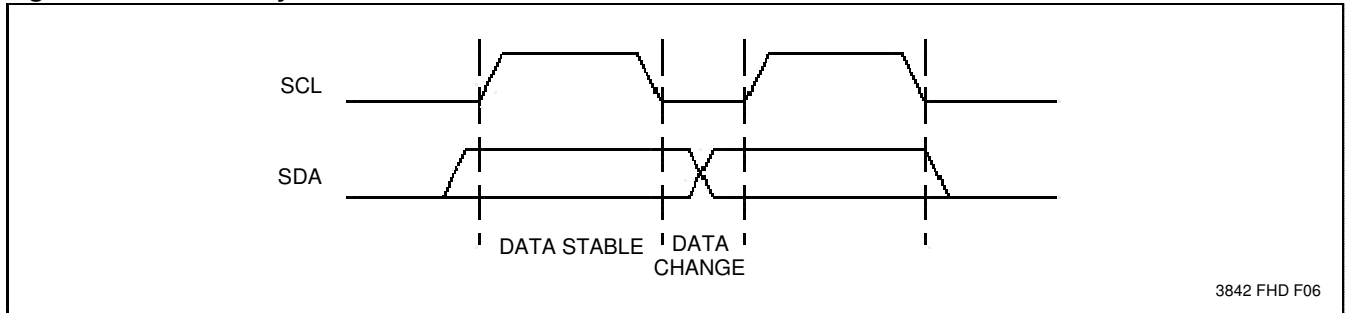 SCL
SDA
DATA STABLE
DATA
CHANGE
3842 FHD F06